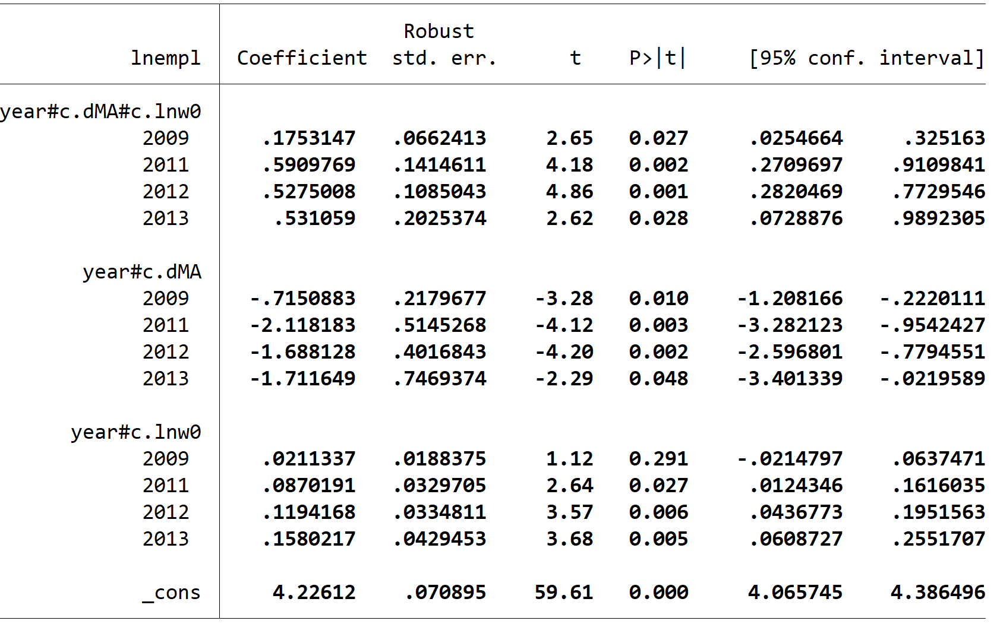 Robust
lnempl Coefficient std. err. t P>|t| [95% conf. interval]
year#c.dMA#c.lnw0
2009 .1753147 .0662413 2.65 0.027 .0254664 .325163
2011 .5909769 .1414611 4.18 0.002 .2709697 .9109841
2012 .5275008 .1085043 4.86 0.001 .2820469 .7729546
2013 .531059 .2025374 2.62 0.028 .0728876 .9892305
year#c.dMA
2009 -.7150883 .2179677 -3.28 0.010 -1.208166 -.2220111
2011 -2.118183 .5145268 -4.12 0.003 -3.282123 -.9542427
2012 -1.688128 .4016843 -4.20 0.002 -2.596801 -.7794551
2013 -1.711649 .7469374 -2.29 0.048 -3.401339 -.0219589
year#c.lnw0
2009 .0211337 .0188375 1.12 0.291 -.0214797 .0637471
2011 .0870191 .0329705 2.64 0.027 .0124346 .1616035
2012 .1194168 .0334811 3.57 0.006 .0436773 .1951563
2013 .1580217 .0429453 3.68 0.005 .0608727 .2551707
_cons 4.22612 .070895 59.61 0.000 4.065745 4.386496